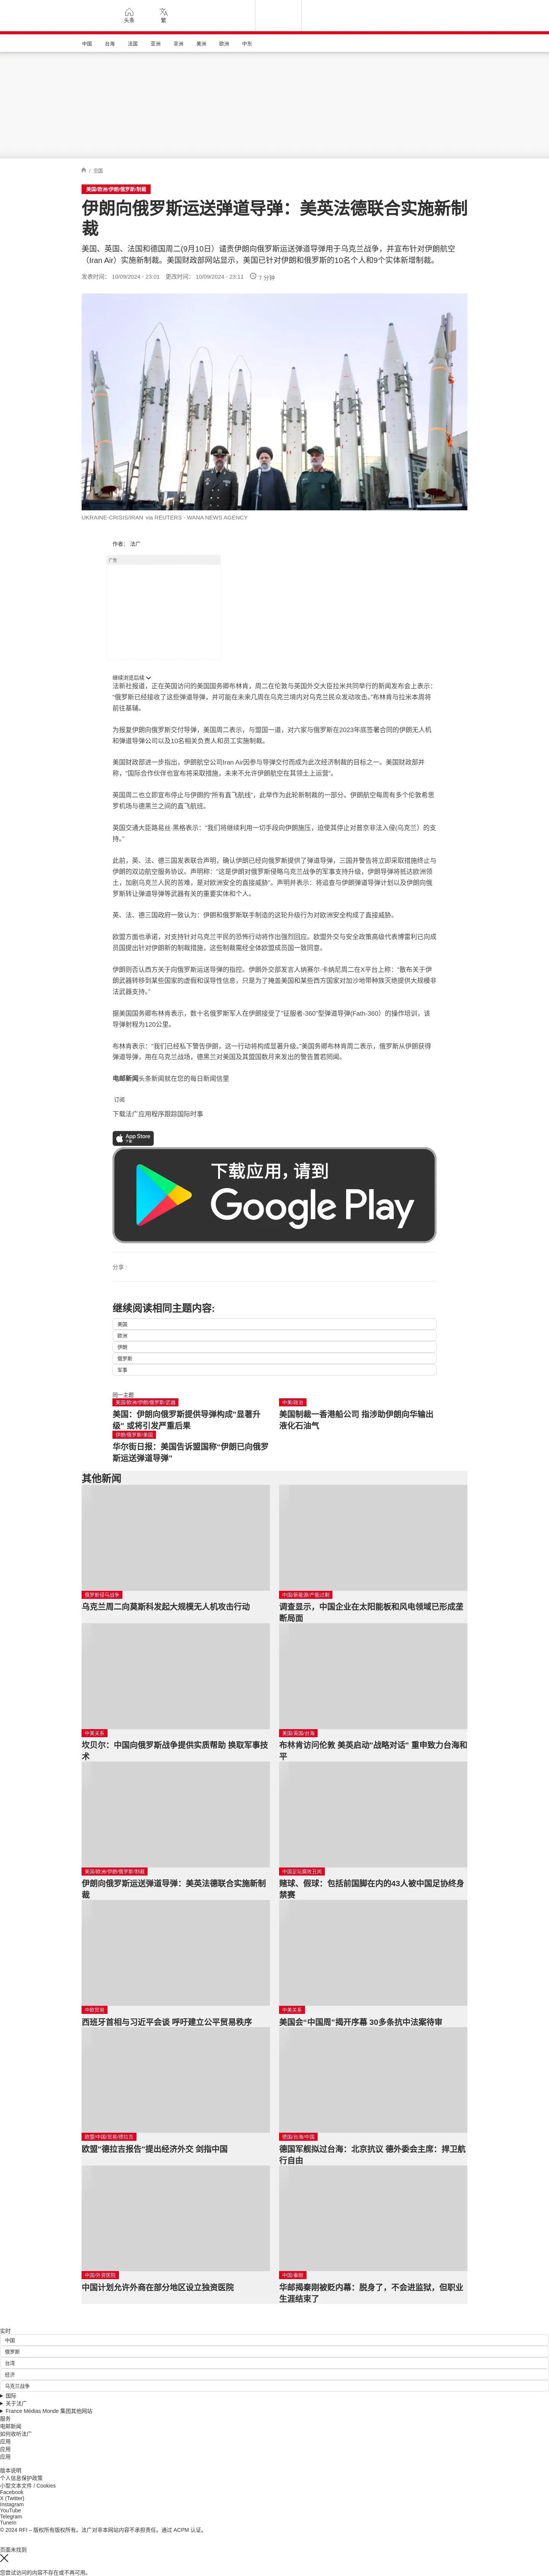 头条
繁
中国
台海
法国
亚洲
非洲
美洲
欧洲
中东
/ 中国
美国/欧洲/伊朗/俄罗斯/制裁
伊朗向俄罗斯运送弹道导弹：美英法德联合实施新制
裁
美国、英国、法国和德国周二(9月10日）谴责伊朗向俄罗斯运送弹道导弹用于乌克兰战争，并宣布针对伊朗航空
（Iran Air）实施新制裁。美国财政部网站显示，美国已针对伊朗和俄罗斯的10名个人和9个实体新增制裁。
发表时间： 10/09/2024 - 23:01 更改时间： 10/09/2024 - 23:11 7 分钟
UKRAINE-CRISIS/IRAN via REUTERS - WANA NEWS AGENCY
作者： 法广
广告
继续浏览后续
法新社报道，正在英国访问的美国国务卿布林肯，周二在伦敦与英国外交大臣拉米共同举行的新闻发布会上表示：
“俄罗斯已经接收了这些弹道导弹，并可能在未来几周在乌克兰境内对乌克兰民众发动攻击。”布林肯与拉米本周将
前往基辅。
为报复伊朗向俄罗斯交付导弹，美国周二表示，与盟国一道，对六家与俄罗斯在2023年底签署合同的伊朗无人机
和弹道导弹公司以及10名相关负责人和员工实施制裁。
美国财政部进一步指出，伊朗航空公司Iran Air因参与导弹交付而成为此次经济制裁的目标之一。美国财政部并
称，“国际合作伙伴也宣布将采取措施，未来不允许伊朗航空在其领土上运营”。
英国周二也立即宣布停止与伊朗的“所有直飞航线”，此举作为此轮新制裁的一部分。伊朗航空每周有多个伦敦希思
罗机场与德黑兰之间的直飞航班。
英国交通大臣路易丝·黑格表示：“我们将继续利用一切手段向伊朗施压，迫使其停止对普京非法入侵(乌克兰）的支
持。”
此前，英、法、德三国发表联合声明，确认伊朗已经向俄罗斯提供了弹道导弹，三国并警告将立即采取措施终止与
伊朗的双边航空服务协议。声明称：“这是伊朗对俄罗斯侵略乌克兰战争的军事支持升级，伊朗导弹将抵达欧洲领
土，加剧乌克兰人民的苦难，是对欧洲安全的直接威胁”。声明并表示：将追查与伊朗弹道导弹计划以及伊朗向俄
罗斯转让弹道导弹等武器有关的重要实体和个人。
英、法、德三国政府一致认为：伊朗和俄罗斯联手制造的这轮升级行为对欧洲安全构成了直接威胁。
欧盟方面也承诺，对支持针对乌克兰平民的恐怖行动将作出强烈回应。欧盟外交与安全政策高级代表博雷利已向成
员国提出针对伊朗新的制裁措施，这些制裁需经全体欧盟成员国一致同意。
伊朗则否认西方关于向俄罗斯运送导弹的指控。伊朗外交部发言人纳赛尔·卡纳尼周二在X平台上称：“散布关于伊
朗武器转移到某些国家的虚假和误导性信息，只是为了掩盖美国和某些西方国家对加沙地带种族灭绝提供大规模非
法武器支持。”
据美国国务卿布林肯表示，数十名俄罗斯军人在伊朗接受了"征服者-360"型弹道导弹(Fath-360）的操作培训，该
导弹射程为120公里。
布林肯表示：“我们已经私下警告伊朗，这一行动将构成显著升级。”美国务卿布林肯周二表示，俄罗斯从伊朗获得
弹道导弹，用在乌克兰战场，德黑兰对美国及其盟国数月来发出的警告置若罔闻。
电邮新闻头条新闻就在您的每日新闻信里
订阅
下载法广应用程序跟踪国际时事
App Store
下载
下载应用，请到
Google Play
分享 :
继续阅读相同主题内容:
美国
欧洲
伊朗
俄罗斯
军事
同一主题
美国/欧洲/伊朗/俄罗斯/武器
美国：伊朗向俄罗斯提供导弹构成"显著升
级" 或将引发严重后果
中美/政治
美国制裁一香港船公司 指涉助伊朗向华输出
液化石油气
伊朗/俄罗斯/美国
华尔街日报：美国告诉盟国称“伊朗已向俄罗
斯运送弹道导弹”
其他新闻
俄罗斯侵乌战争
乌克兰周二向莫斯科发起大规模无人机攻击行动
中国/新能源/产能过剩
调查显示，中国企业在太阳能板和风电领域已形成垄
断局面
中美关系
坎贝尔：中国向俄罗斯战争提供实质帮助 换取军事技
术
美国/英国/台海
布林肯访问伦敦 美英启动"战略对话" 重申致力台海和
平
美国/欧洲/伊朗/俄罗斯/制裁
伊朗向俄罗斯运送弹道导弹：美英法德联合实施新制
裁
中国足坛腐败丑闻
赌球、假球：包括前国脚在内的43人被中国足协终身
禁赛
中欧贸易
西班牙首相与习近平会谈 呼吁建立公平贸易秩序
中美关系
美国会“中国周”揭开序幕 30多条抗中法案待审
欧盟/中国/贸易/德拉吉
欧盟"德拉吉报告"提出经济外交 剑指中国
德国/台海/中国
德国军舰拟过台海：北京抗议 德外委会主席：捍卫航
行自由
中国/外资医院
中国计划允许外商在部分地区设立独资医院
中国/秦刚
华邮揭秦刚被贬内幕：脱身了，不会进监狱，但职业
生涯结束了
实时
中国
俄罗斯
台湾
经济
乌克兰战争
国际
关于法广
France Médias Monde 集团其他网站
服务
电邮新闻
如何收听法广
应用
应用
应用
版本说明
个人信息保护政策
小型文本文件 / Cookies
Facebook
X (Twitter)
Instagram
YouTube
Telegram
TuneIn
© 2024 RFI – 版权所有版权所有。法广对非本网站内容不承担责任。通过 ACPM 认证。
页面未找到
您尝试访问的内容不存在或不再可用。